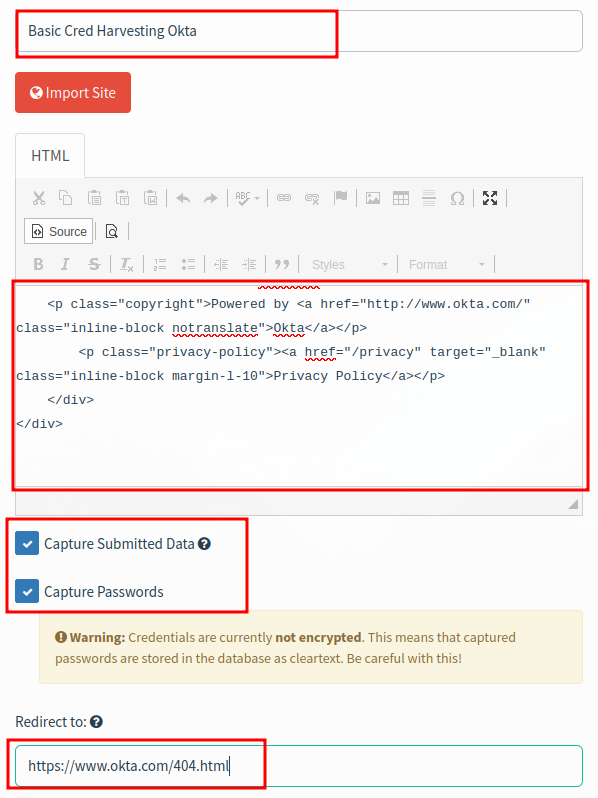 Basic Cred Harvesting Okta
Import Site
HTML
ABC
Source
B I S Tx Styles Format
<p class="copyright">Powered by <a href="http://www.okta.com/"
class="inline-block notranslate">Okta</a></p>
<p class="privacy-policy"><a href="/privacy" target="_blank"
class="inline-block margin-l-10">Privacy Policy</a></p>
</div>
</div>
Capture Submitted Data
Capture Passwords
Warning: Credentials are currently not encrypted. This means that captured
passwords are stored in the database as cleartext. Be careful with this!
Redirect to:
https://www.okta.com/404.html